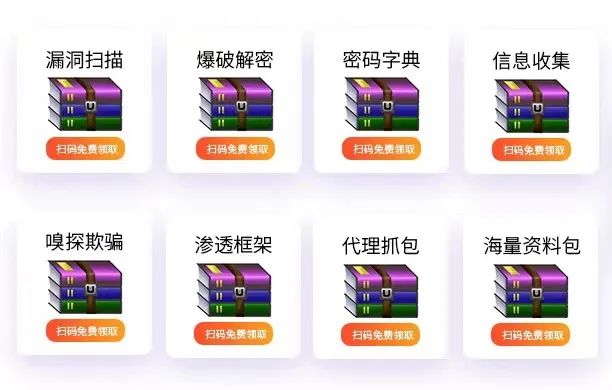 漏洞扫描
爆破解密
密码字典
信息收集
扫码免费领取
扫码免费领取
扫码免费领取
扫码免费领取
嗅探欺骗
渗透框架
代理抓包
海量资料包
扫码免费领取
扫码免费领取
扫码免费领取
扫码免费领取